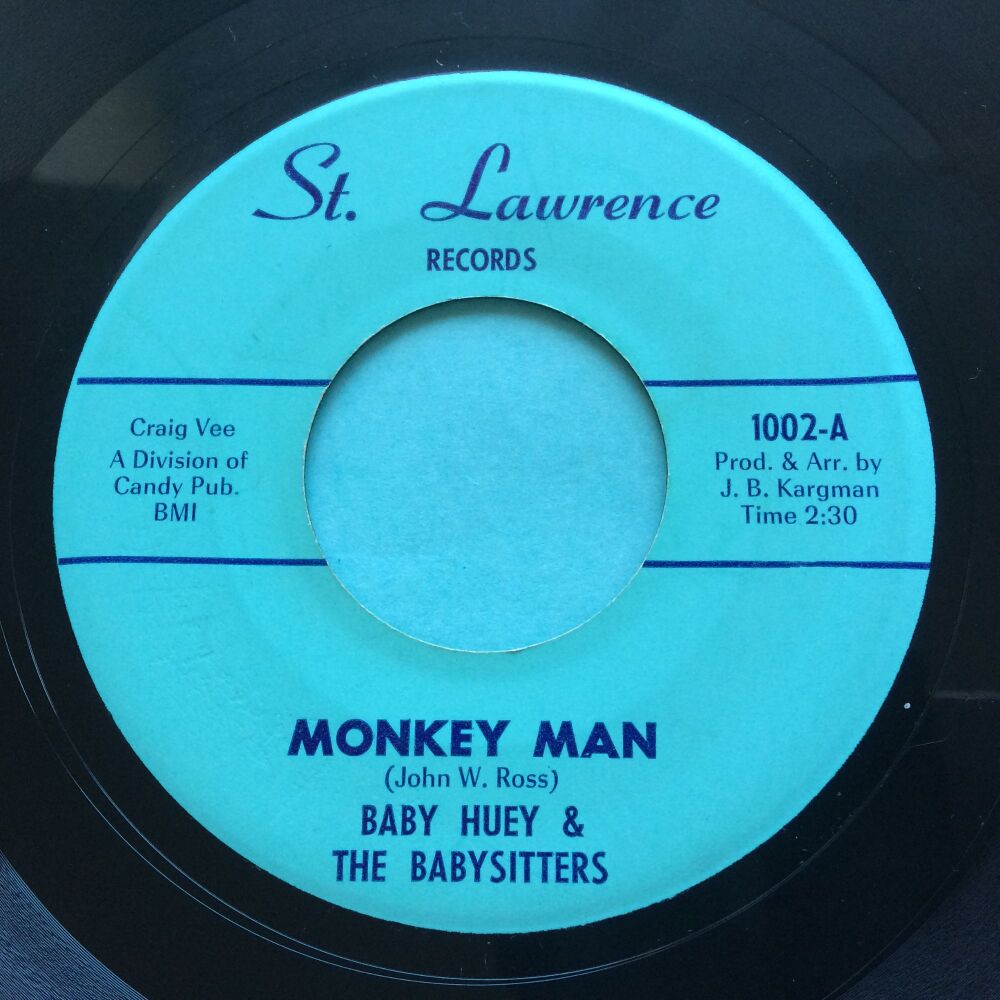 St. Lawrence
RECORDS
Craig Vee
A Division of
Candy Pub.
BMI
1002-A
Prod. & Arr. by
J. B. Kargman
Time 2:30
MONKEY MAN
(John W. Ross)
BABY HUEY &
THE BABYSITTERS